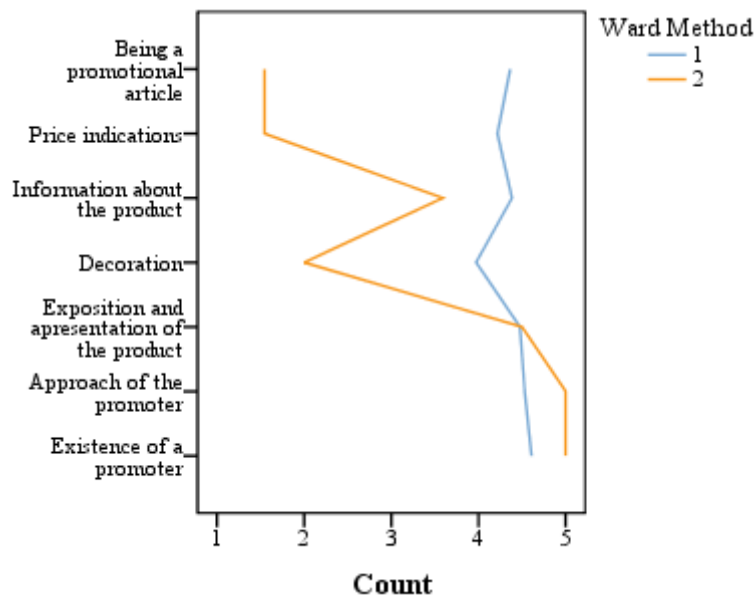 Ward Method
1
2
Being a
promotional
article
Price indications
Information about
the product
Decoration
Exposition and
apresentation of
the product
Approach of the
promoter
Existence of a
promoter
1 2 3 4 5
Count